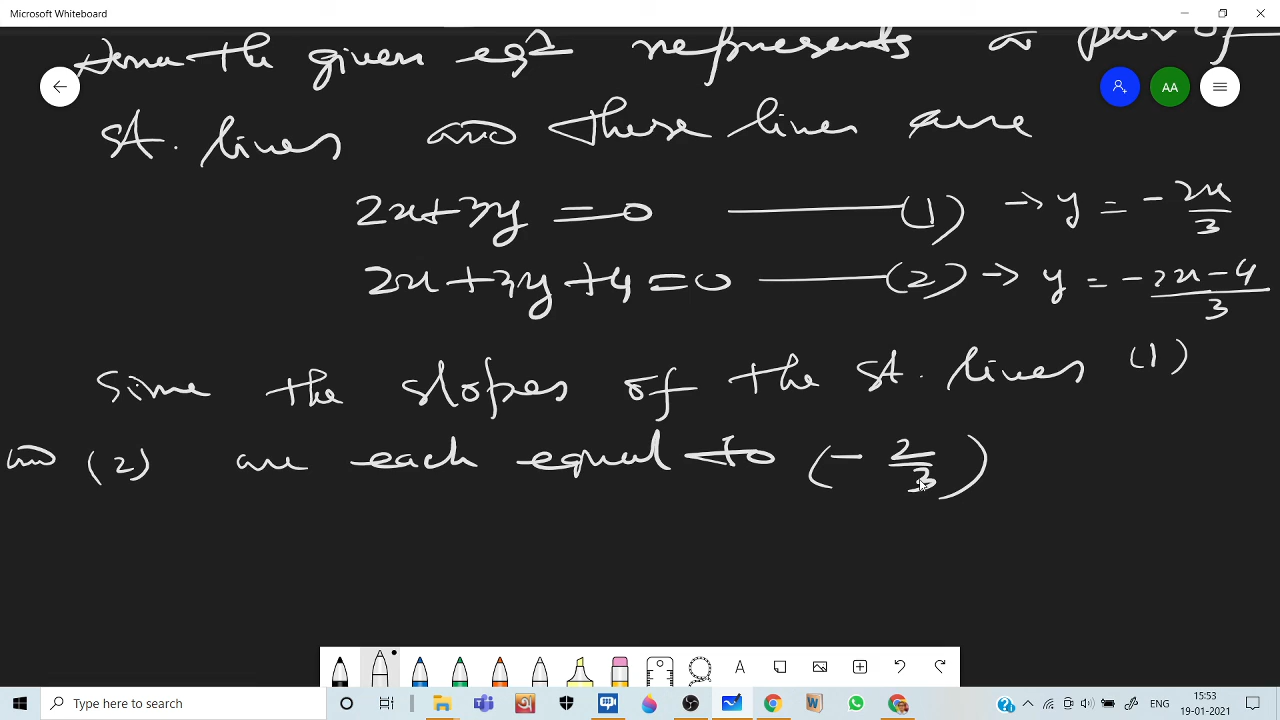 Microsoft Whiteboard
Hence the given eqn represents a pair of
st. lines and these lines are
2x+3y=0 ——— (1) → y = -2x/3
2x+3y+4=0 ——— (2) → y = -2x-4/3
Since the slopes of the st. lines (1)
and (2) are each equal to (-2/3)
AA
Type here to search
ENG
15:53
19-01-2021